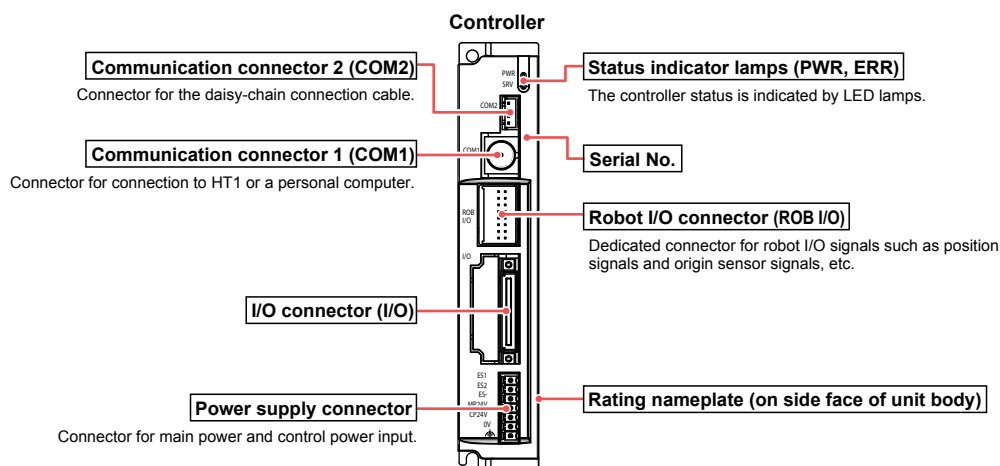 Controller
Communication connector 2 (COM2)
Connector for the daisy-chain connection cable.
Communication connector 1 (COM1)
Connector for connection to HT1 or a personal computer.
I/O connector (I/O)
Power supply connector
Connector for main power and control power input.
PWR
SRV
COM2
COM1
ROB
I/O
I/O
ES1
ES2
ES-
MP24V
CP24V
0V
Status indicator lamps (PWR, ERR)
The controller status is indicated by LED lamps.
Serial No.
Robot I/O connector (ROB I/O)
Dedicated connector for robot I/O signals such as position
signals and origin sensor signals, etc.
Rating nameplate (on side face of unit body)